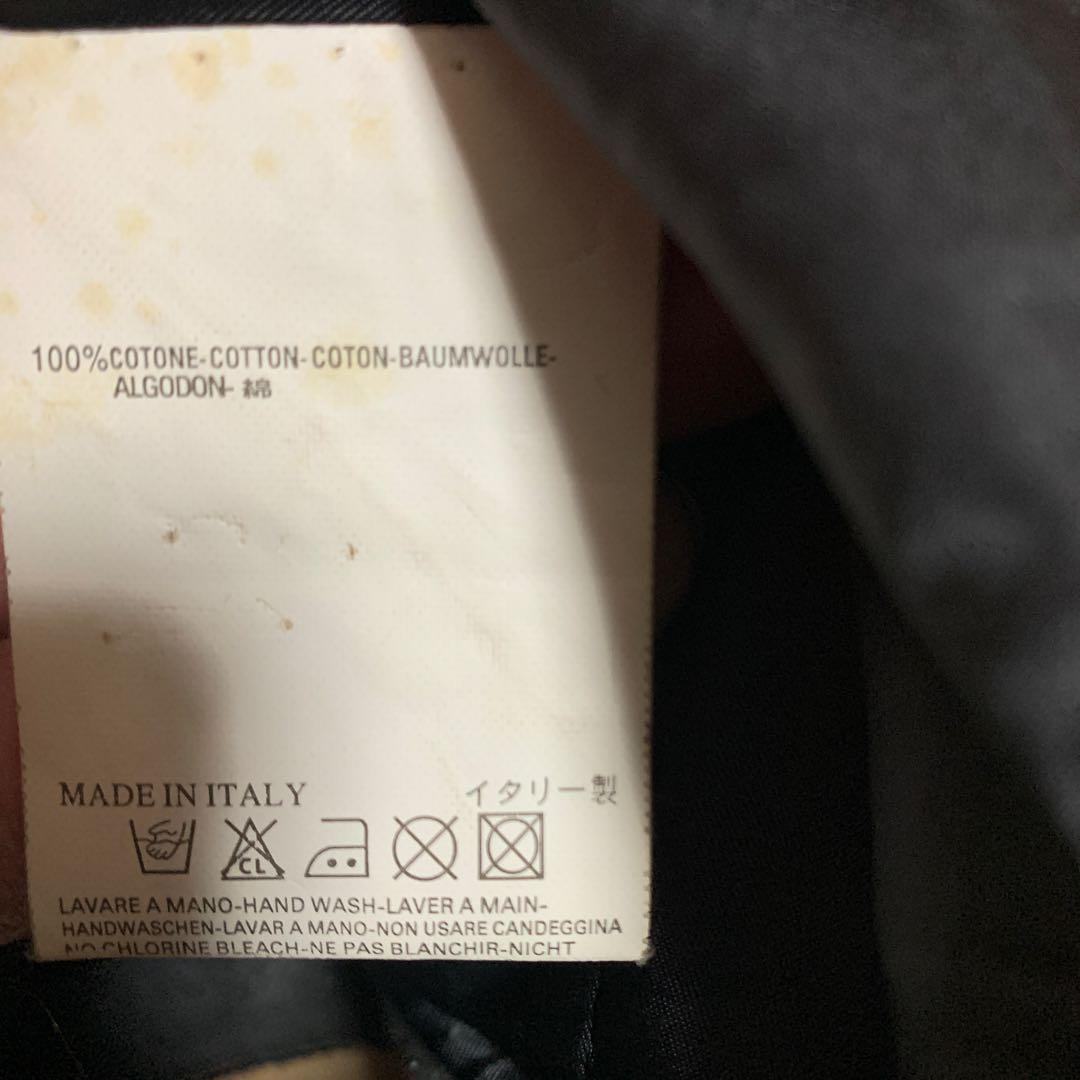 100%COTONE-COTTON-COTON-BAUMWOLLE-
ALGODON-綿
MADE IN ITALY イタリー製
CL
LAVARE A MANO-HAND WASH-LAVER A MAIN-
HANDWASCHEN-LAVAR A MANO-NON USARE CANDEGGINA
NO CHLORINE BLEACH-NE PAS BLANCHIR-NICHT